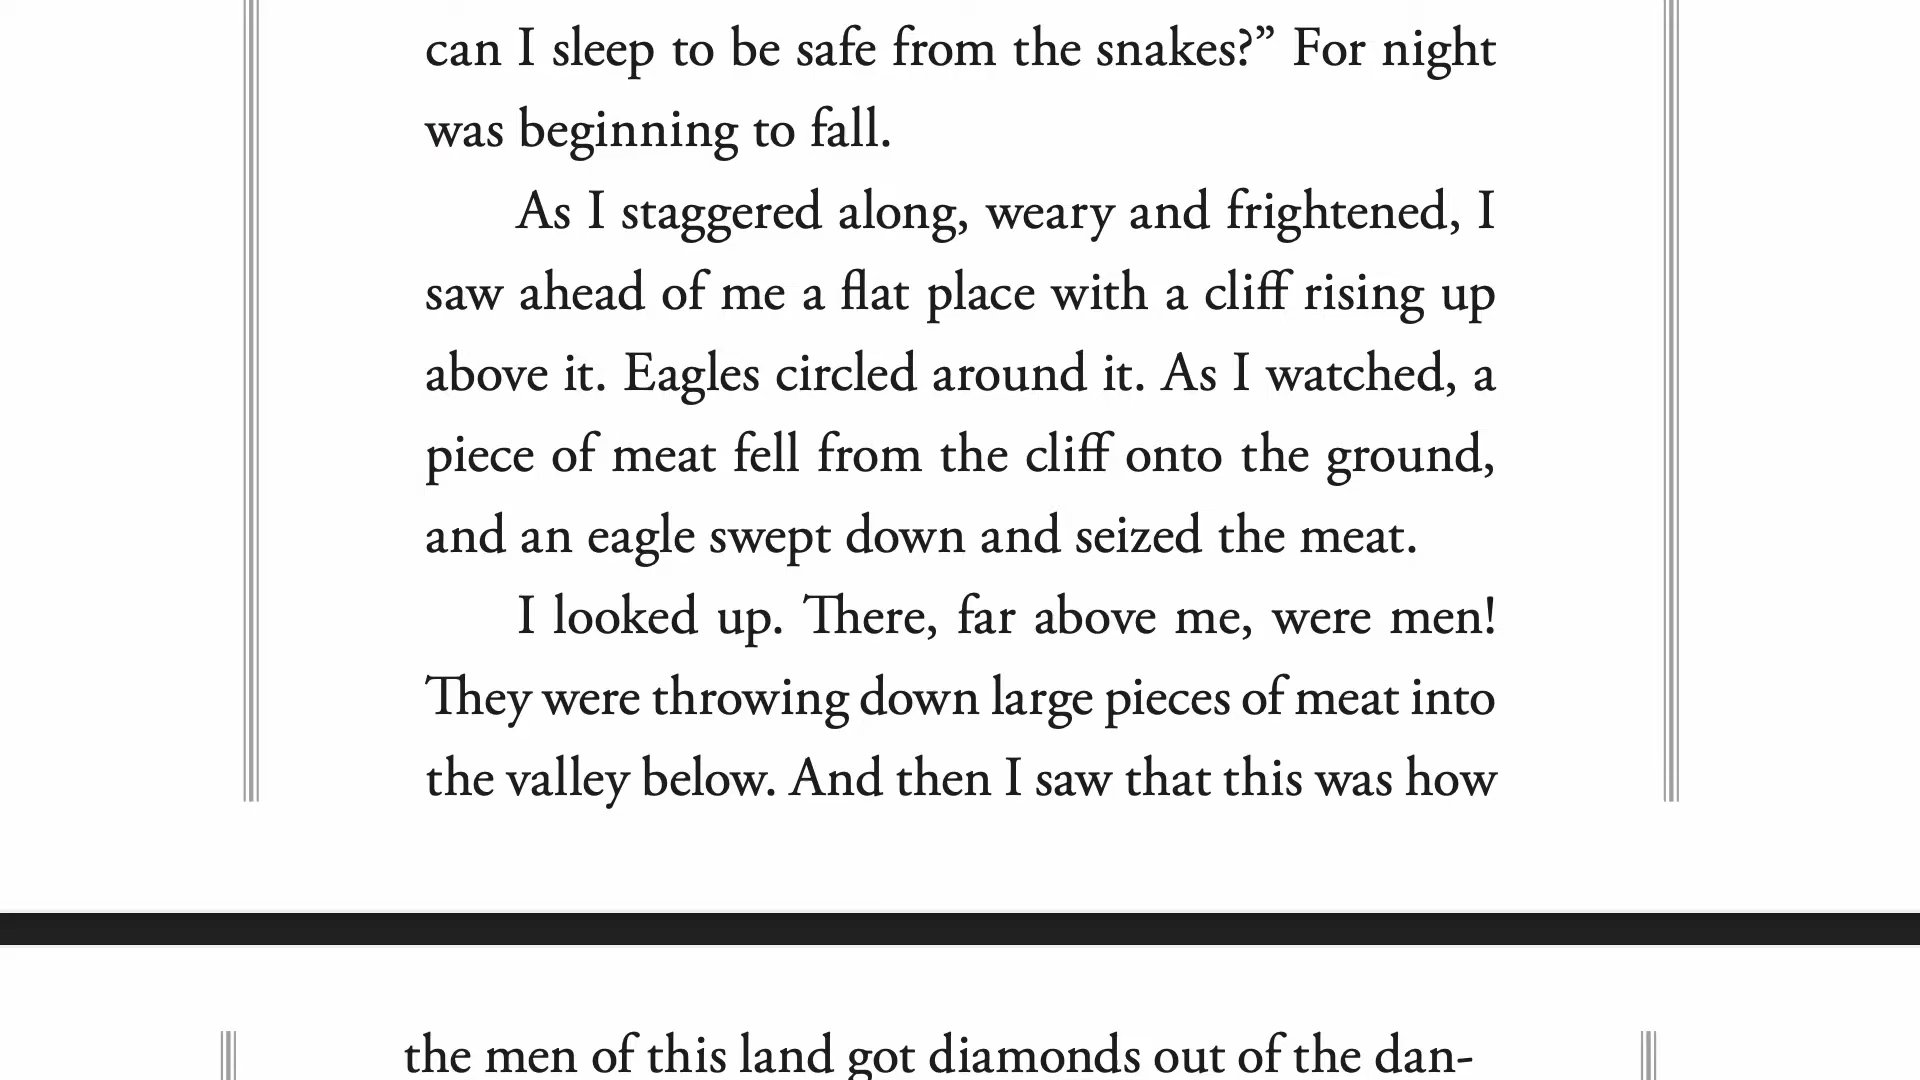 can I sleep to be safe from the snakes?” For night
was beginning to fall.
As I staggered along, weary and frightened, I
saw ahead of me a flat place with a cliff rising up
above it. Eagles circled around it. As I watched, a
piece of meat fell from the cliff onto the ground,
and an eagle swept down and seized the meat.
I looked up. There, far above me, were men!
They were throwing down large pieces of meat into
the valley below. And then I saw that this was how
the men of this land got diamonds out of the dan-